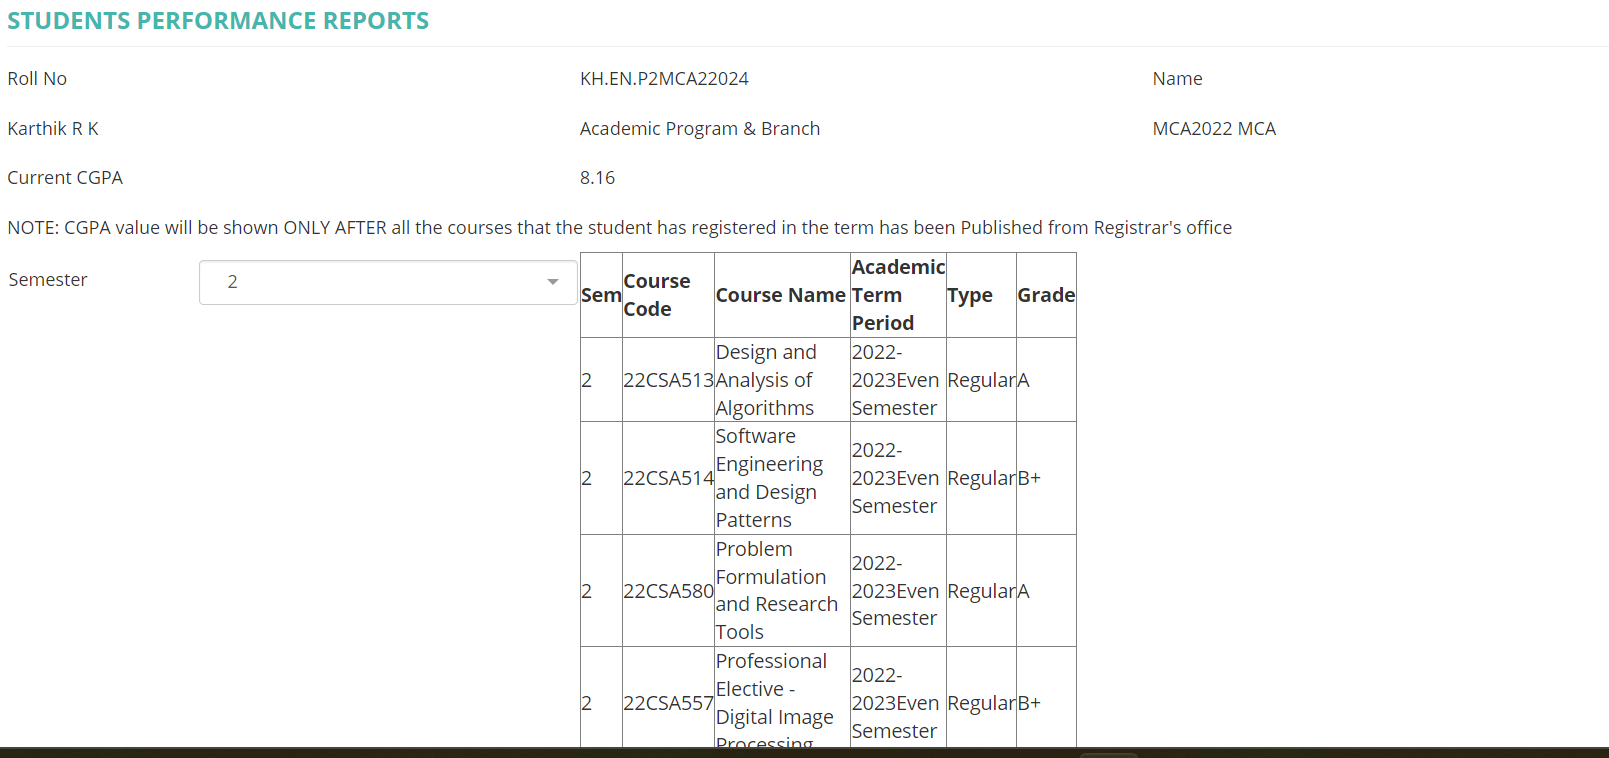 STUDENTS PERFORMANCE REPORTS
Roll No KH.EN.P2MCA22024 Name
Karthik R K Academic Program & Branch MCA2022 MCA
Current CGPA 8.16
NOTE: CGPA value will be shown ONLY AFTER all the courses that the student has registered in the term has been Published from Registrar's office
Semester 2
Sem
Course
Code
Course Name
Academic
Term
Period
Type
Grade
2
22CSA513
Design and
Analysis of
Algorithms
2022-
2023Even
Semester
Regular
A
2
22CSA514
Software
Engineering
and Design
Patterns
2022-
2023Even
Semester
Regular
B+
2
22CSA580
Problem
Formulation
and Research
Tools
2022-
2023Even
Semester
Regular
A
2
22CSA557
Professional
Elective -
Digital Image
Processing
2022-
2023Even
Semester
Regular
B+